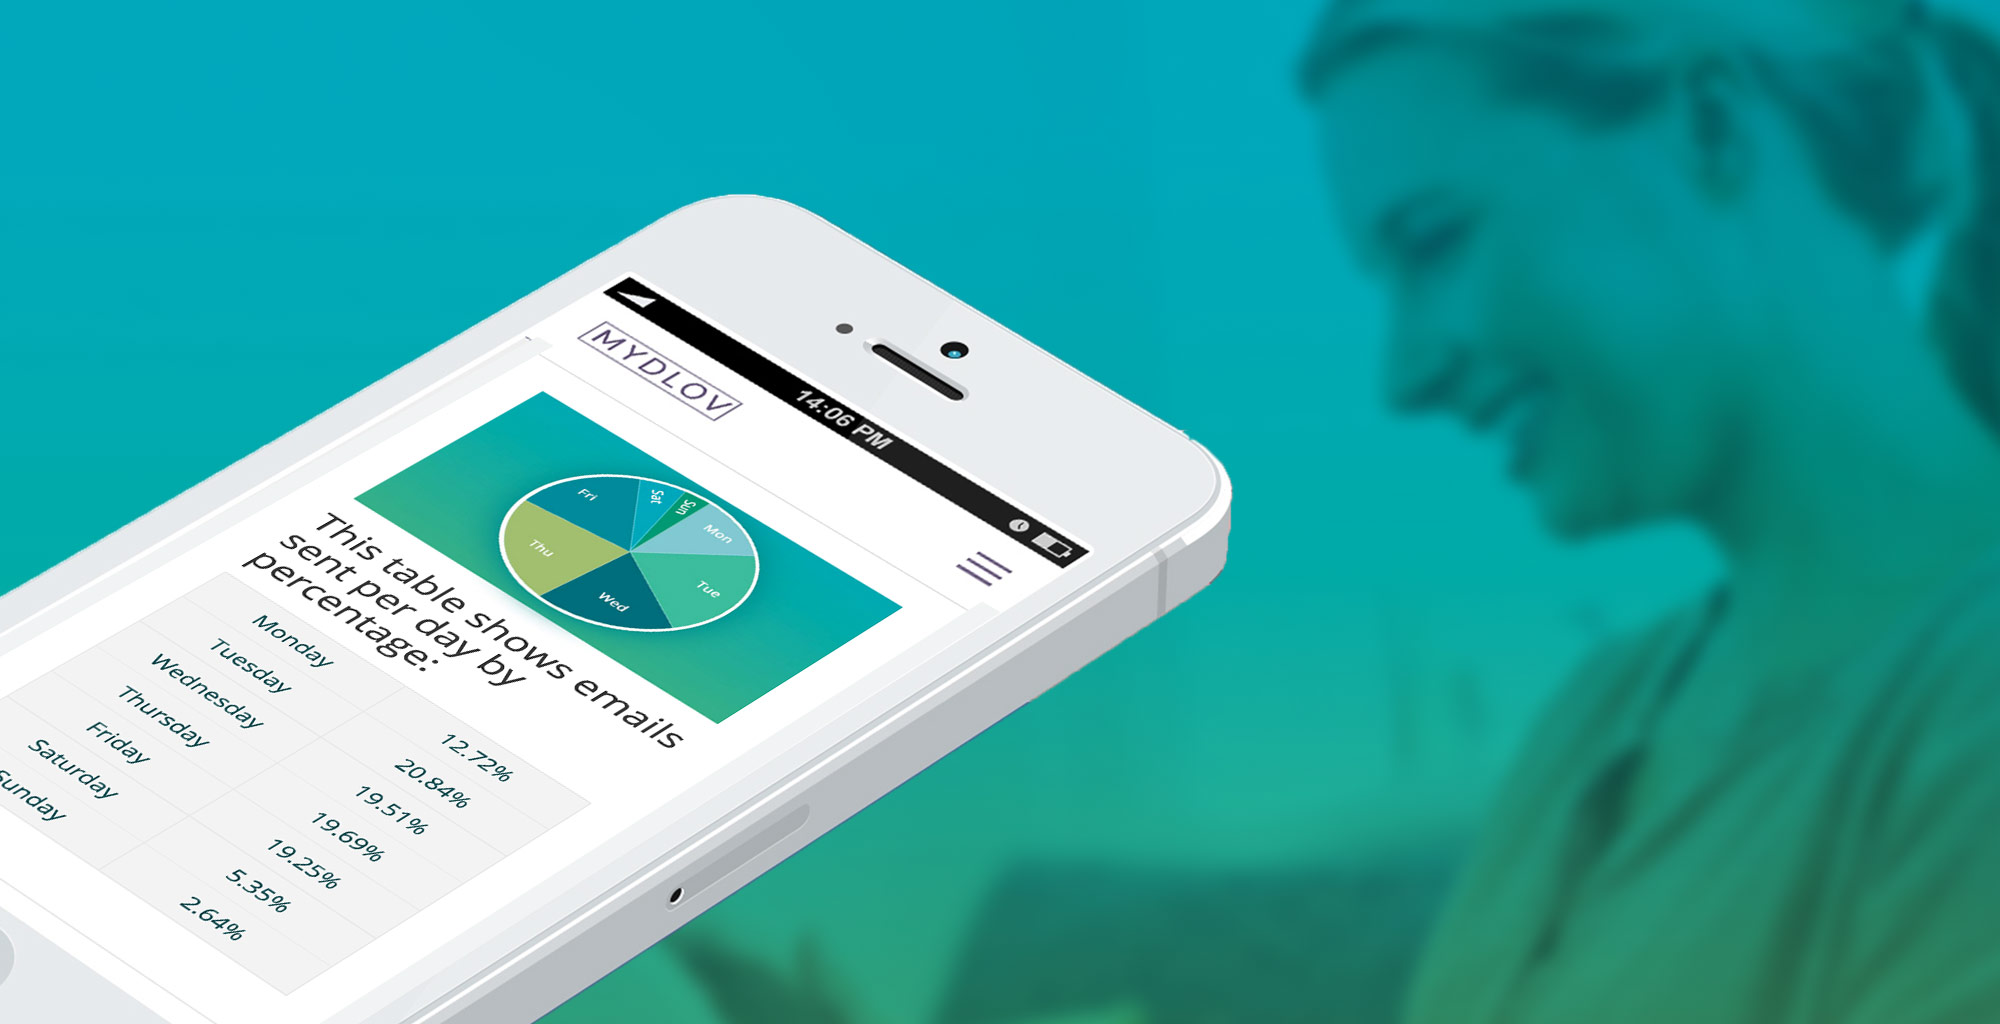 14:06 PM
MYDLOV
Fri
Sat
Sun
Mon
Thu
Tue
Wed
This table shows emails
sent per day by
percentage:
Monday 12.72%
Tuesday 20.84%
Wednesday 19.51%
Thursday 19.69%
Friday 19.25%
Saturday 5.35%
Sunday 2.64%